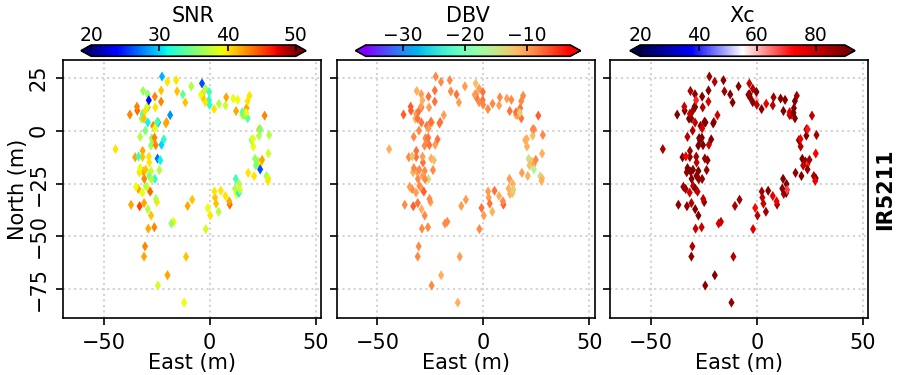 SNR
DBV
Xc
20 30 40 50
−30 −20 −10
20 40 60 80
North (m)
25
0
−25
−50
−75
−50 0 50
−50 0 50
−50 0 50
East (m)
East (m)
East (m)
IR5211